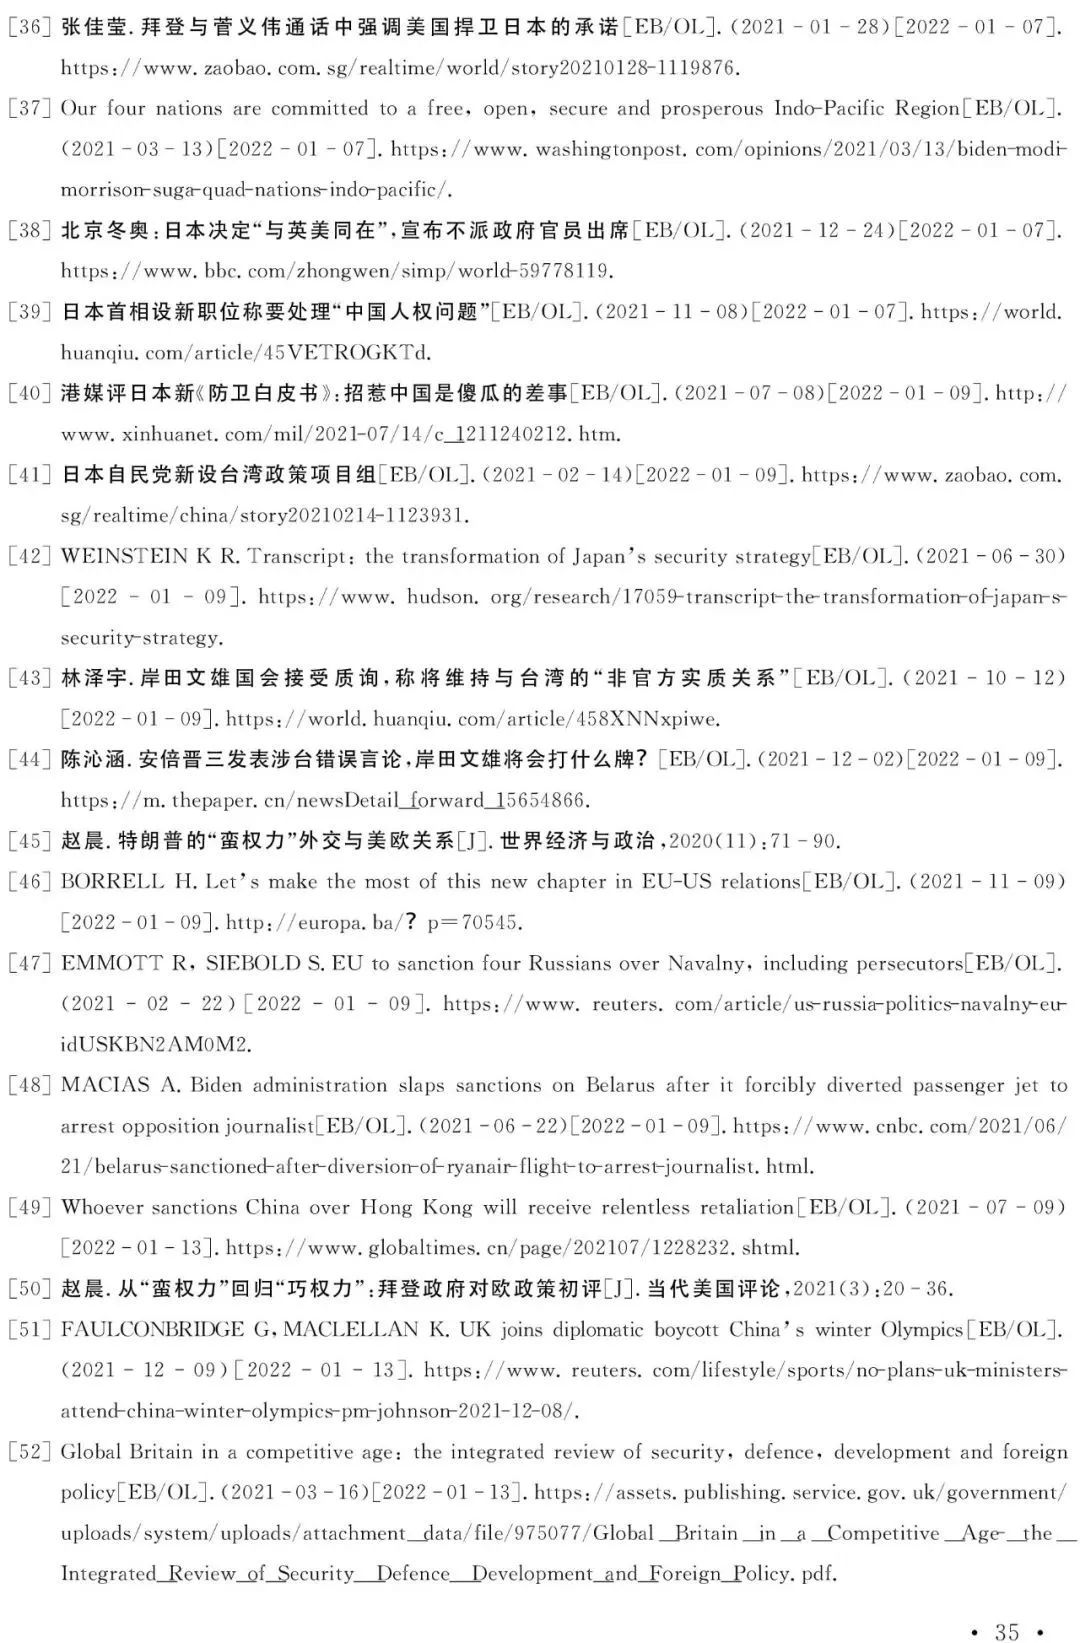 [36] 张佳莹. 拜登与菅义伟通话中强调美国捍卫日本的承诺[EB/OL]. (2021-01-28)[2022-01-07].
https://www. zaobao. com. sg/realtime/world/story20210128-1119876.
[37] Our four nations are committed to a free, open, secure and prosperous Indo-Pacific Region[EB/OL].
(2021-03-13)[2022-01-07]. https://www. washingtonpost. com/opinions/2021/03/13/biden-modi-
morrison-suga-quad-nations-indo-pacific/.
[38] 北京冬奥:日本决定“与英美同在”,宣布不派政府官员出席[EB/OL]. (2021-12-24)[2022-01-07].
https://www. bbc. com/zhongwen/simp/world-59778119.
[39] 日本首相设新职位称要处理“中国人权问题”[EB/OL]. (2021-11-08)[2022-01-07]. https://world.
huanqiu. com/article/45VETROGKTd.
[40] 港媒评日本新《防卫白皮书》:招惹中国是傻瓜的差事[EB/OL]. (2021-07-08)[2022-01-09]. http://
www. xinhuanet. com/mil/2021-07/14/c_1211240212. htm.
[41] 日本自民党新设台湾政策项目组[EB/OL]. (2021-02-14)[2022-01-09]. https://www. zaobao. com.
sg/realtime/china/story20210214-1123931.
[42] WEINSTEIN K R. Transcript: the transformation of Japan’s security strategy[EB/OL]. (2021-06-30)
[2022-01-09]. https://www. hudson. org/research/17059-transcript-the-transformation-of-japan-s-
security-strategy.
[43] 林泽宇. 岸田文雄国会接受质询,称将维持与台湾的“非官方实质关系”[EB/OL]. (2021-10-12)
[2022-01-09]. https://world. huanqiu. com/article/458XNNxpiwe.
[44] 陈沁涵. 安倍晋三发表涉台错误言论,岸田文雄将会打什么牌? [EB/OL]. (2021-12-02)[2022-01-09].
https://m. thepaper. cn/newsDetail_forward_15654866.
[45] 赵晨. 特朗普的“蛮权力”外交与美欧关系[J]. 世界经济与政治,2020(11):71-90.
[46] BORRELL H. Let’s make the most of this new chapter in EU-US relations[EB/OL]. (2021-11-09)
[2022-01-09]. http://europa. ba/? p=70545.
[47] EMMOTT R, SIEBOLD S. EU to sanction four Russians over Navalny, including persecutors[EB/OL].
(2021-02-22)[2022-01-09]. https://www. reuters. com/article/us-russia-politics-navalny-eu-
idUSKBN2AM0M2.
[48] MACIAS A. Biden administration slaps sanctions on Belarus after it forcibly diverted passenger jet to
arrest opposition journalist[EB/OL]. (2021-06-22)[2022-01-09]. https://www. cnbc. com/2021/06/
21/belarus-sanctioned-after-diversion-of-ryanair-flight-to-arrest-journalist. html.
[49] Whoever sanctions China over Hong Kong will receive relentless retaliation[EB/OL]. (2021-07-09)
[2022-01-13]. https://www. globaltimes. cn/page/202107/1228232. shtml.
[50] 赵晨. 从“蛮权力”回归“巧权力”:拜登政府对欧政策初评[J]. 当代美国评论,2021(3):20-36.
[51] FAULCONBRIDGE G,MACLELLAN K. UK joins diplomatic boycott China’s winter Olympics[EB/OL].
(2021-12-09)[2022-01-13]. https://www. reuters. com/lifestyle/sports/no-plans-uk-ministers-
attend-china-winter-olympics-pm-johnson-2021-12-08/.
[52] Global Britain in a competitive age: the integrated review of security, defence, development and foreign
policy[EB/OL]. (2021-03-16)[2022-01-13]. https://assets. publishing. service. gov. uk/government/
uploads/system/uploads/attachment_data/file/975077/Global_Britain_in_a_Competitive_Age-_the_
Integrated_Review_of_Security__Defence__Development_and_Foreign_Policy. pdf.
• 35 •